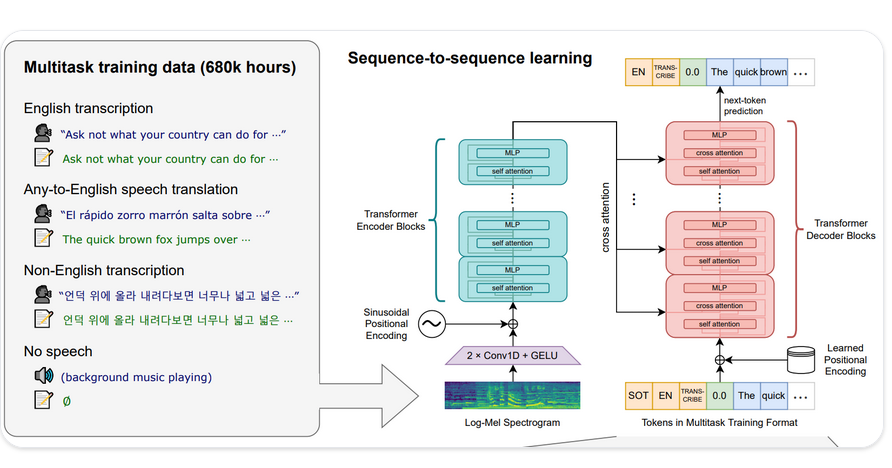 Multitask training data (680k hours)
English transcription
“Ask not what your country can do for ⋯”
Ask not what your country can do for ⋯
Any-to-English speech translation
“El rápido zorro marrón salta sobre ⋯”
The quick brown fox jumps over ⋯
Non-English transcription
“언덕 위에 올라 내려다보면 너무나 넓고 넓은 ⋯”
언덕 위에 올라 내려다보면 너무나 넓고 넓은 ⋯
No speech
(background music playing)
∅
Sequence-to-sequence learning
EN TRANS-CRIBE 0.0 The quick brown ⋯
next-token
prediction
MLP
self attention
MLP
self attention
MLP
self attention
Transformer
Encoder Blocks
cross attention
MLP
cross attention
self attention
MLP
cross attention
self attention
MLP
cross attention
self attention
Transformer
Decoder Blocks
Sinusoidal
Positional
Encoding
2 × Conv1D + GELU
Log-Mel Spectrogram
Learned
Positional
Encoding
SOT EN TRANS-CRIBE 0.0 The quick ⋯
Tokens in Multitask Training Format